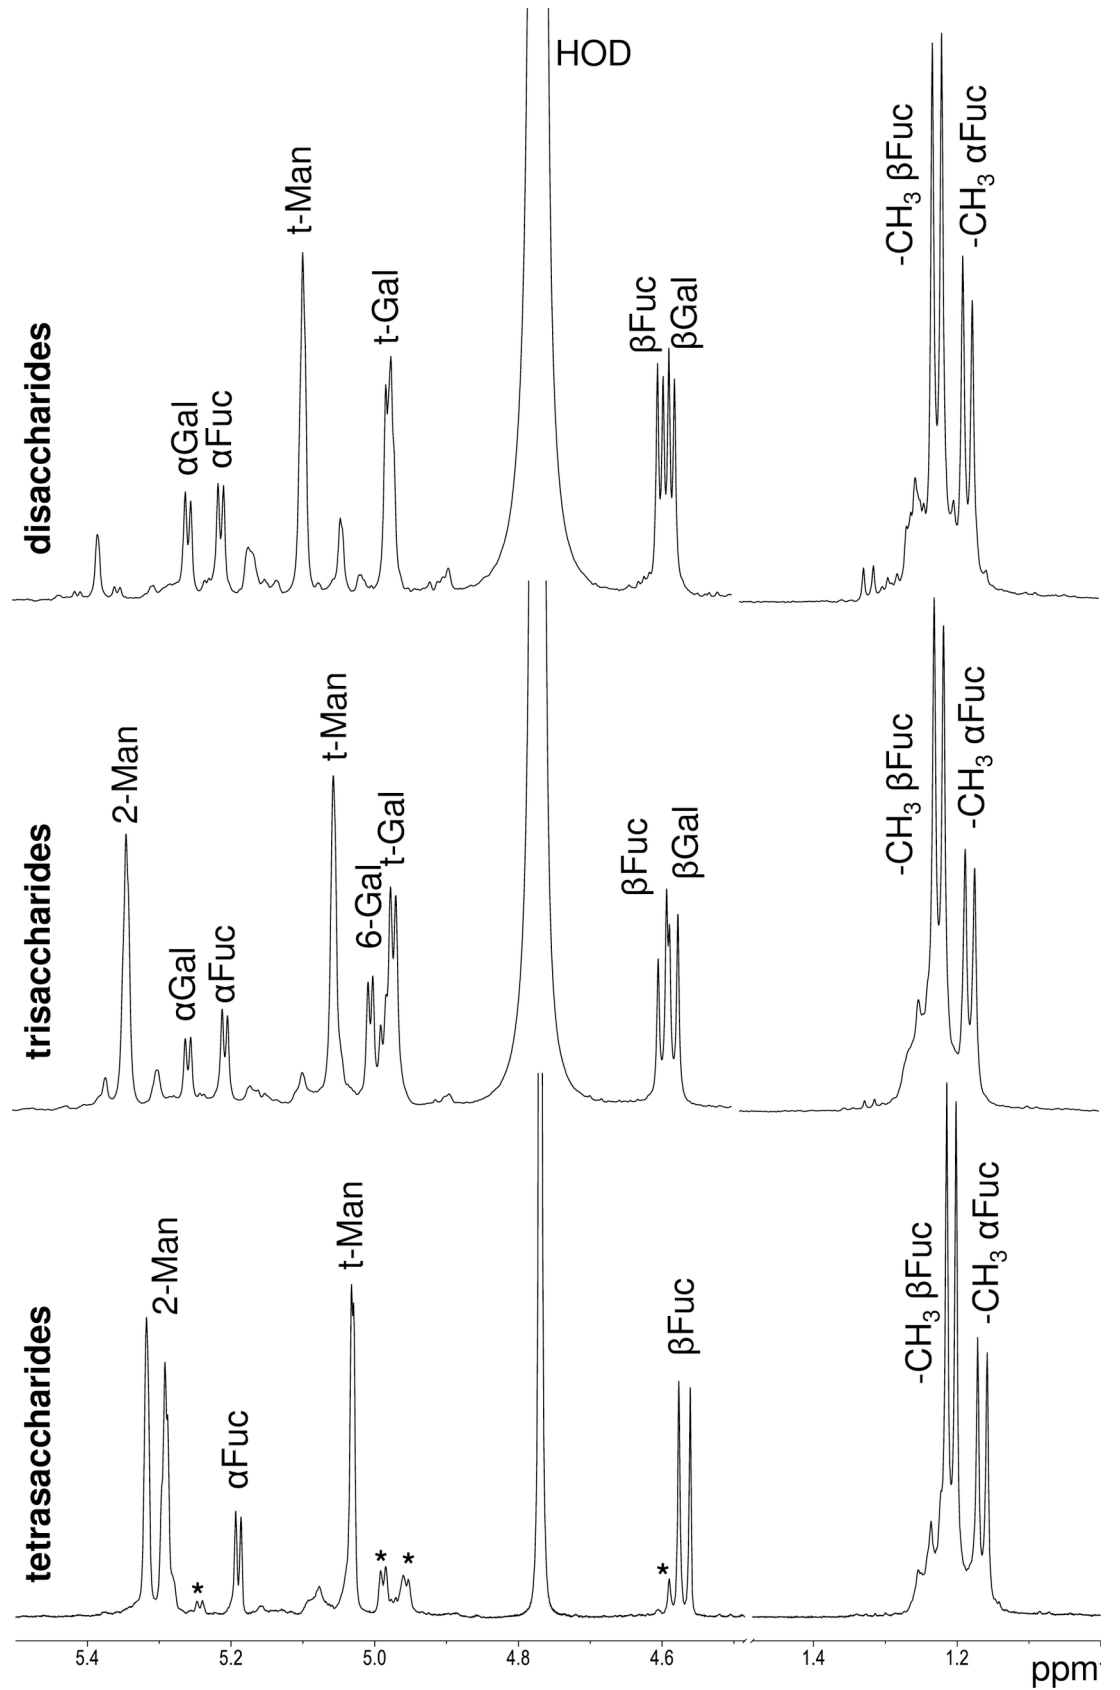 HOD
disaccharides
αGal
αFuc
t-Man
t-Gal
βFuc
βGal
-CH3 βFuc
-CH3 αFuc
trisaccharides
2-Man
αGal
αFuc
t-Man
6-Gal
t-Gal
βFuc
βGal
-CH3 βFuc
-CH3 αFuc
tetrasaccharides
2-Man
*
αFuc
t-Man
*
*
*
βFuc
-CH3 βFuc
-CH3 αFuc
5.4 5.2 5.0 4.8 4.6 1.4 1.2
ppm